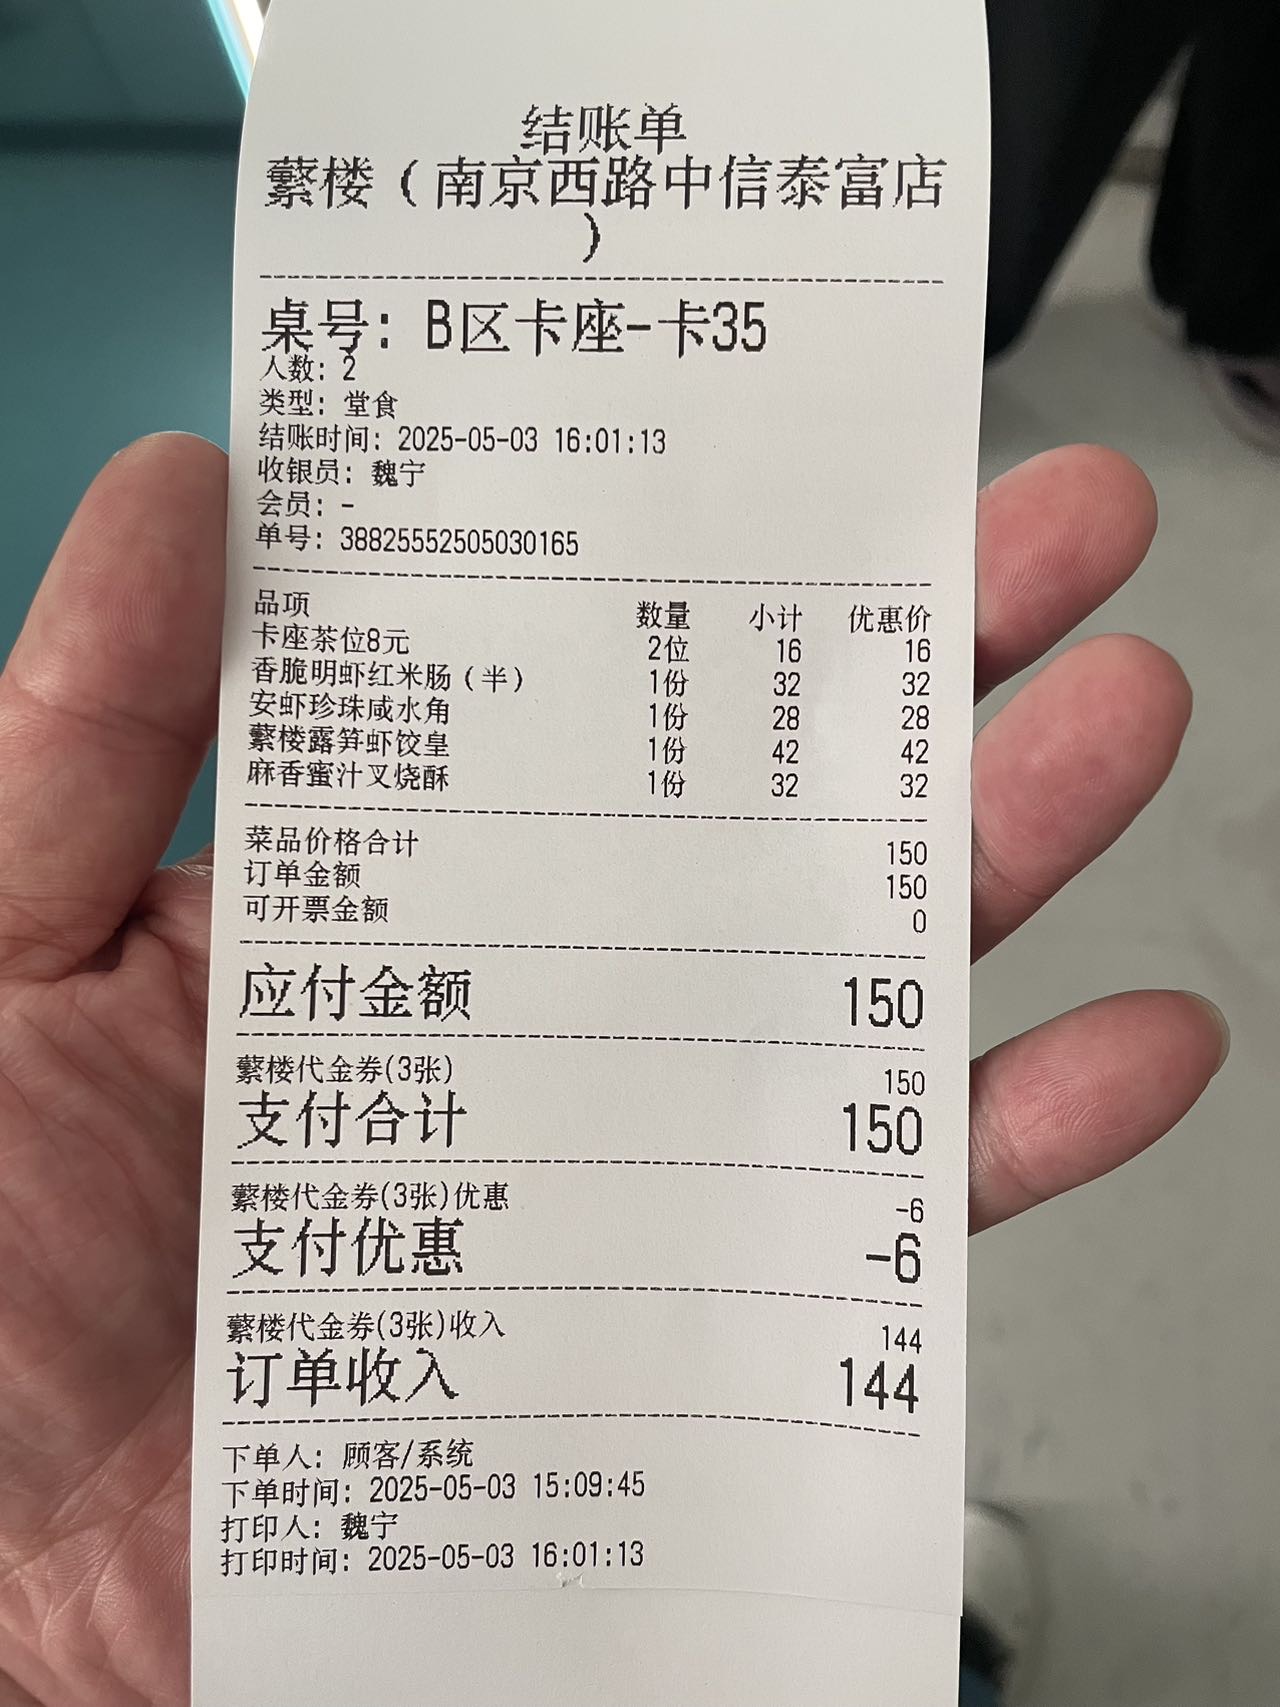 结账单
蘩楼（南京西路中信泰富店
）
桌号: B区卡座-卡35
人数: 2
类型: 堂食
结账时间: 2025-05-03 16:01:13
收银员: 魏宁
会员: -
单号: 38825552505030165
品项 数量 小计 优惠价
卡座茶位8元 2位 16 16
香脆明虾红米肠（半） 1份 32 32
安虾珍珠咸水角 1份 28 28
蘩楼露笋虾饺皇 1份 42 42
麻香蜜汁叉烧酥 1份 32 32
菜品价格合计 150
订单金额 150
可开票金额 0
应付金额 150
蘩楼代金券(3张) 150
支付合计 150
蘩楼代金券(3张)优惠 -6
支付优惠 -6
蘩楼代金券(3张)收入 144
订单收入 144
下单人: 顾客/系统
下单时间: 2025-05-03 15:09:45
打印人: 魏宁
打印时间: 2025-05-03 16:01:13